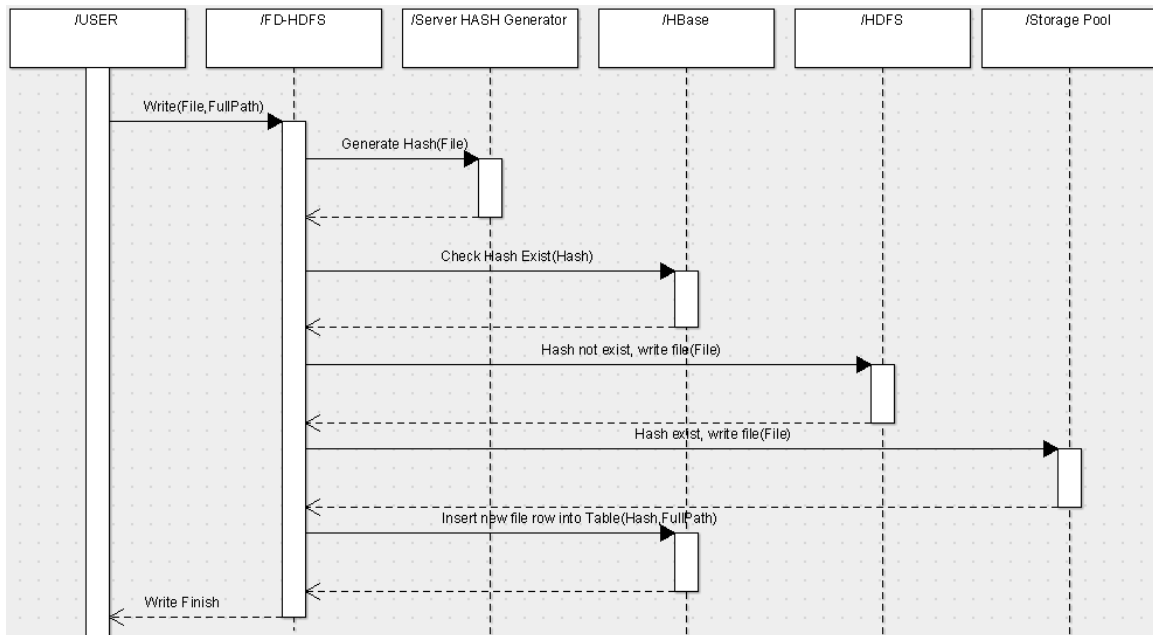 /USER
/FD-HDFS
/Server HASH Generator
/HBase
/HDFS
/Storage Pool
Write(File,FullPath)
Generate Hash(File)
Check Hash Exist(Hash)
Hash not exist, write file(File)
Hash exist, write file(File)
Insert new file row into Table(Hash,FullPath)
Write Finish